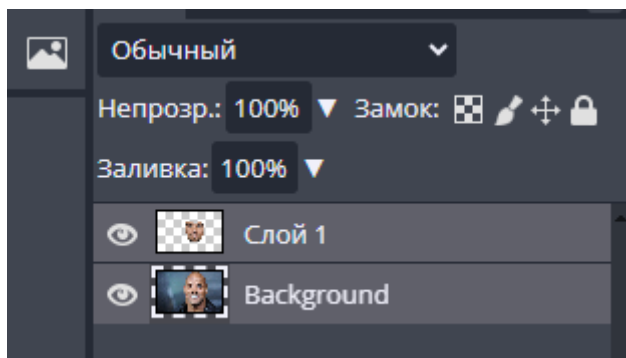 Обычный
Непрозр.: 100% ▼ Замок:
Заливка: 100% ▼
Слой 1
Background